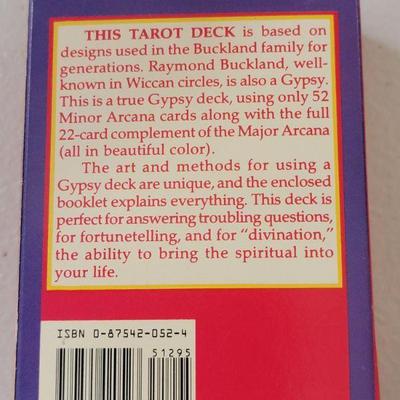 THIS TAROT DECK is based on
designs used in the Buckland family for
generations. Raymond Buckland, well-
known in Wiccan circles, is also a Gypsy.
This is a true Gypsy deck, using only 52
Minor Arcana cards along with the full
22-card complement of the Major Arcana
(all in beautiful color).
The art and methods for using a
Gypsy deck are unique, and the enclosed
booklet explains everything. This deck is
perfect for answering troubling questions,
for fortunetelling, and for “divination,”
the ability to bring the spiritual into
your life.
ISBN 0-87542-052-4
51295